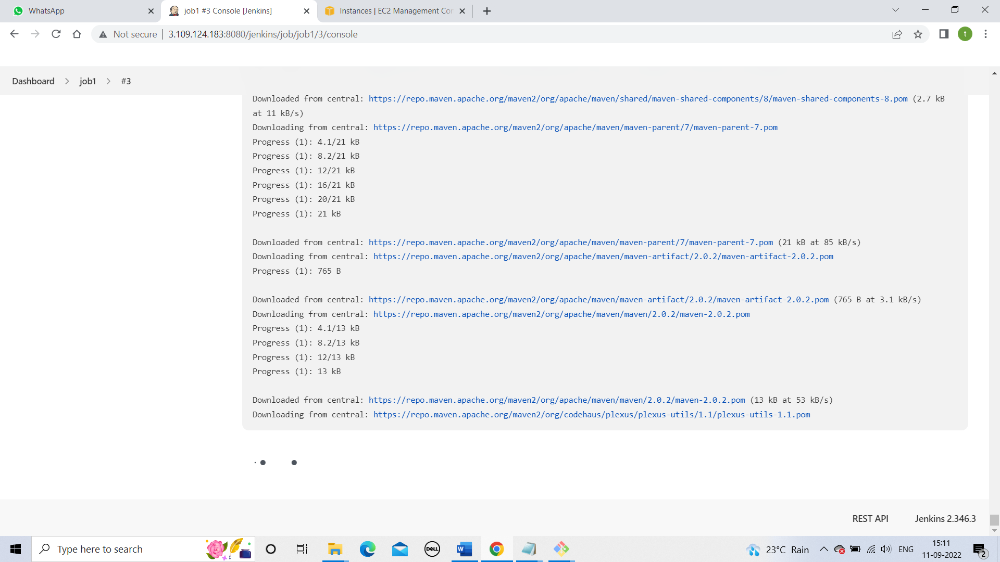 WhatsApp
job1 #3 Console [Jenkins]
Instances | EC2 Management Con
Not secure
3.109.124.183:8080/jenkins/job/job1/3/console
t
Dashboard
job1
#3
Downloaded from central: https://repo.maven.apache.org/maven2/org/apache/maven/shared/maven-shared-components/8/maven-shared-components-8.pom (2.7 kB
at 11 kB/s)
Downloading from central: https://repo.maven.apache.org/maven2/org/apache/maven/maven-parent/7/maven-parent-7.pom
Progress (1): 4.1/21 kB
Progress (1): 8.2/21 kB
Progress (1): 12/21 kB
Progress (1): 16/21 kB
Progress (1): 20/21 kB
Progress (1): 21 kB
Downloaded from central: https://repo.maven.apache.org/maven2/org/apache/maven/maven-parent/7/maven-parent-7.pom (21 kB at 85 kB/s)
Downloading from central: https://repo.maven.apache.org/maven2/org/apache/maven/maven-artifact/2.0.2/maven-artifact-2.0.2.pom
Progress (1): 765 B
Downloaded from central: https://repo.maven.apache.org/maven2/org/apache/maven/maven-artifact/2.0.2/maven-artifact-2.0.2.pom (765 B at 3.1 kB/s)
Downloading from central: https://repo.maven.apache.org/maven2/org/apache/maven/maven/2.0.2/maven-2.0.2.pom
Progress (1): 4.1/13 kB
Progress (1): 8.2/13 kB
Progress (1): 12/13 kB
Progress (1): 13 kB
Downloaded from central: https://repo.maven.apache.org/maven2/org/apache/maven/maven/2.0.2/maven-2.0.2.pom (13 kB at 53 kB/s)
Downloading from central: https://repo.maven.apache.org/maven2/org/codehaus/plexus/plexus-utils/1.1/plexus-utils-1.1.pom
REST API
Jenkins 2.346.3
Type here to search
DELL
W
23°C Rain
ENG
15:11
11-09-2022
2